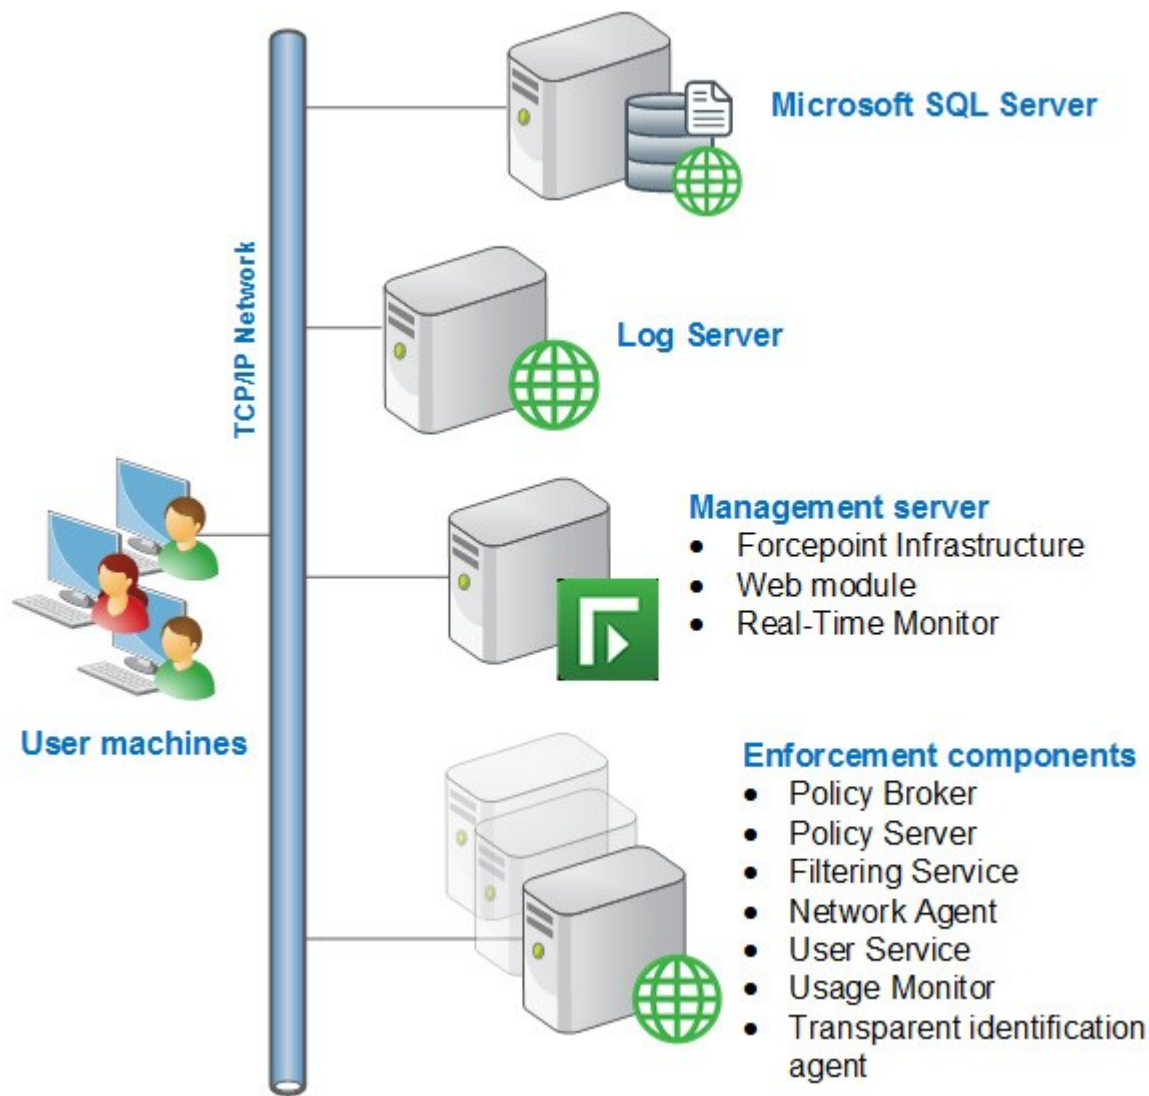 Microsoft SQL Server
TCP/IP Network
Log Server
Management server
• Forcepoint Infrastructure
• Web module
• Real-Time Monitor
User machines
Enforcement components
• Policy Broker
• Policy Server
• Filtering Service
• Network Agent
• User Service
• Usage Monitor
• Transparent identification
agent